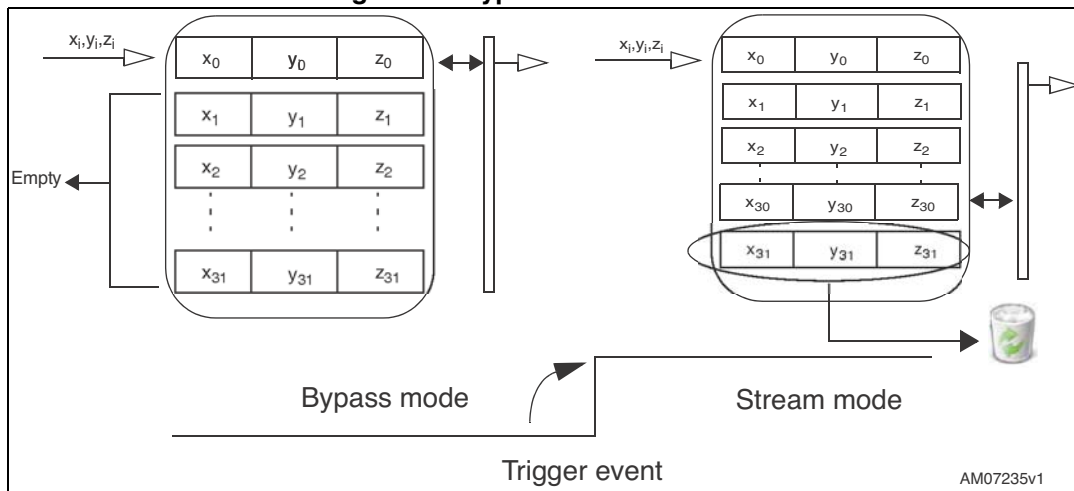 xi,yi,zi
x0 y0 z0
x1 y1 z1
x2 y2 z2
x31 y31 z31
Empty
xi,yi,zi
x0 y0 z0
x1 y1 z1
x2 y2 z2
x30 y30 z30
x31 y31 z31
Bypass mode
Stream mode
Trigger event
AM07235v1